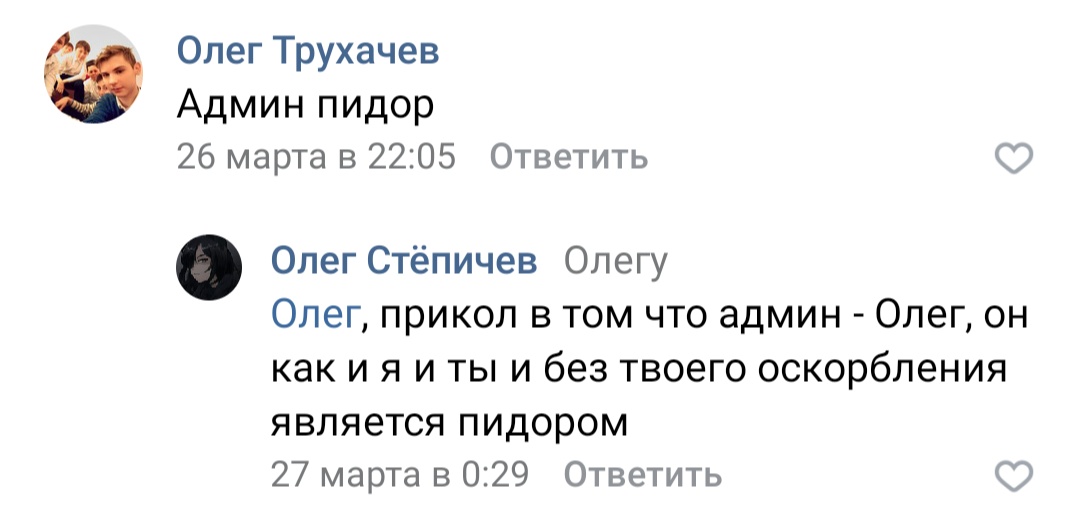 Олег Трухачев
Админ пидор
26 марта в 22:05 Ответить
Олег Стёпичев Олегу
Олег, прикол в том что админ - Олег, он
как и я и ты и без твоего оскорбления
является пидором
27 марта в 0:29 Ответить